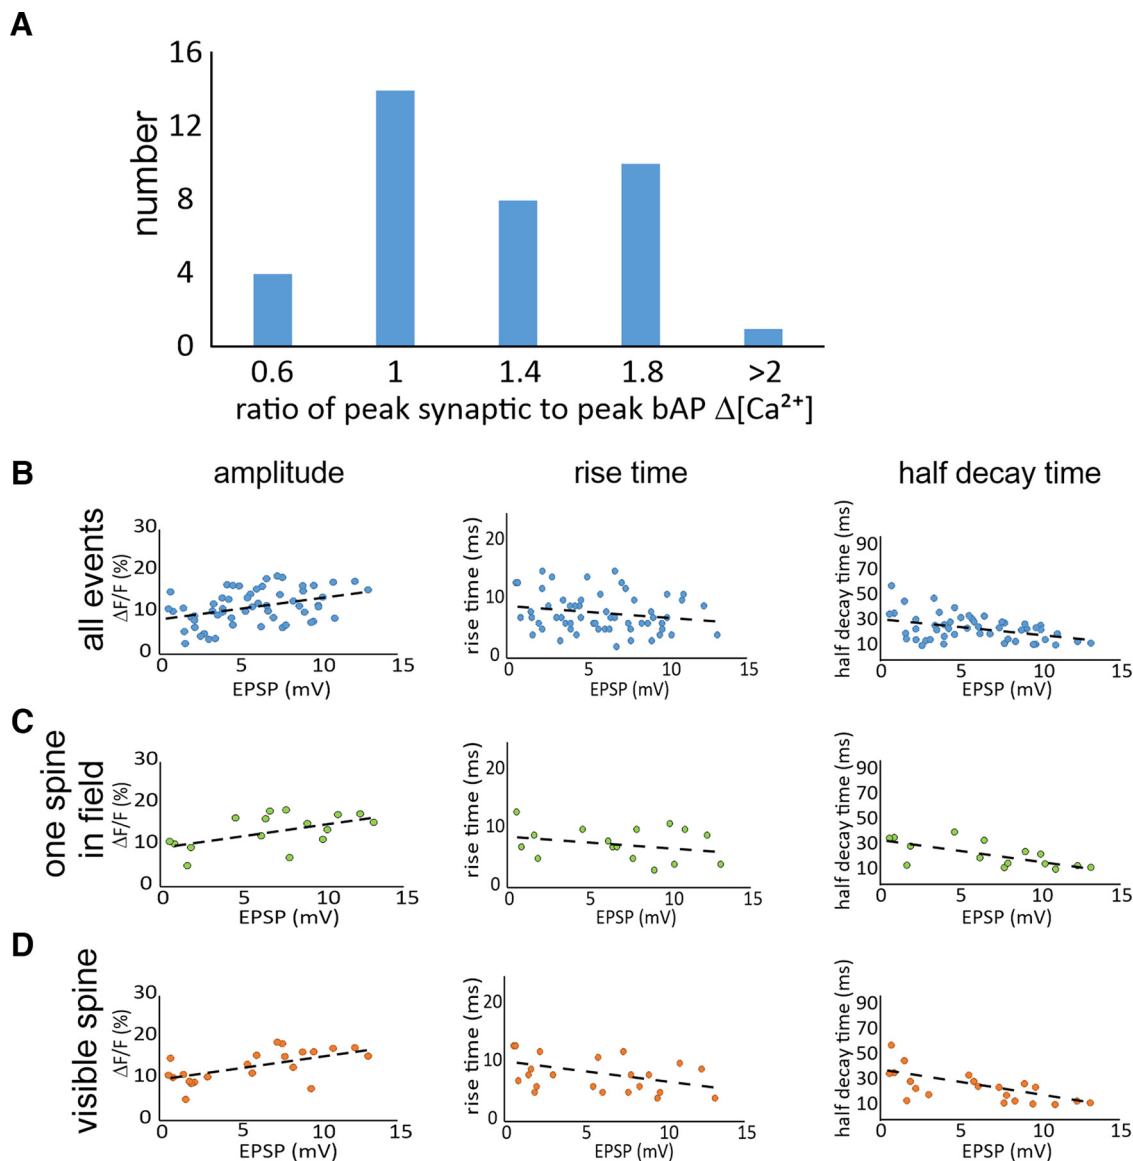 A
16
12
8
4
0
number
0.6 1 1.4 1.8 >2
ratio of peak synaptic to peak bAP Δ[Ca²⁺]
B
amplitude
rise time
half decay time
all events
ΔF/F (%)
30
20
10
0
0 5 10 15
EPSP (mV)
rise time (ms)
20
10
0
0 5 10 15
EPSP (mV)
half decay time (ms)
90
70
50
30
10
0 5 10 15
EPSP (mV)
C
one spine
in field
ΔF/F (%)
30
20
10
0
0 5 10 15
EPSP (mV)
rise time (ms)
20
10
0
0 5 10 15
EPSP (mV)
half decay time (ms)
90
70
50
30
10
0 5 10 15
EPSP (mV)
D
visible spine
ΔF/F (%)
30
20
10
0
0 5 10 15
EPSP (mV)
rise time (ms)
20
10
0
0 5 10 15
EPSP (mV)
half decay time (ms)
90
70
50
30
10
0 5 10 15
EPSP (mV)